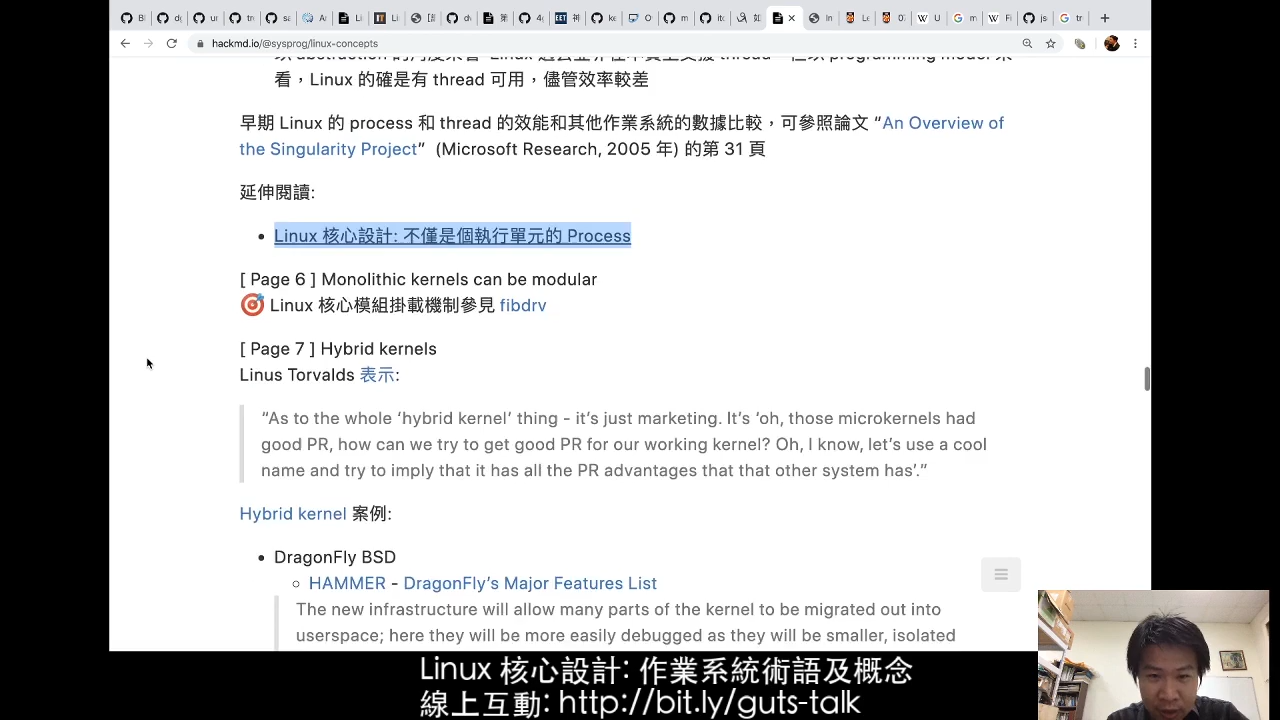 hackmd.io/@sysprog/linux-concepts
看，Linux 的確是有 thread 可用，儘管效率較差
早期 Linux 的 process 和 thread 的效能和其他作業系統的數據比較，可參照論文 “An Overview of
the Singularity Project” (Microsoft Research, 2005 年) 的第 31 頁
延伸閱讀:
Linux 核心設計: 不僅是個執行單元的 Process
[ Page 6 ] Monolithic kernels can be modular
🎯 Linux 核心模組掛載機制參見 fibdrv
[ Page 7 ] Hybrid kernels
Linus Torvalds 表示:
“As to the whole ‘hybrid kernel’ thing - it’s just marketing. It’s ‘oh, those microkernels had
good PR, how can we try to get good PR for our working kernel? Oh, I know, let’s use a cool
name and try to imply that it has all the PR advantages that that other system has’.”
Hybrid kernel 案例:
DragonFly BSD
HAMMER - DragonFly’s Major Features List
The new infrastructure will allow many parts of the kernel to be migrated out into
userspace; here they will be more easily debugged as they will be smaller, isolated
Linux 核心設計: 作業系統術語及概念
線上互動: http://bit.ly/guts-talk